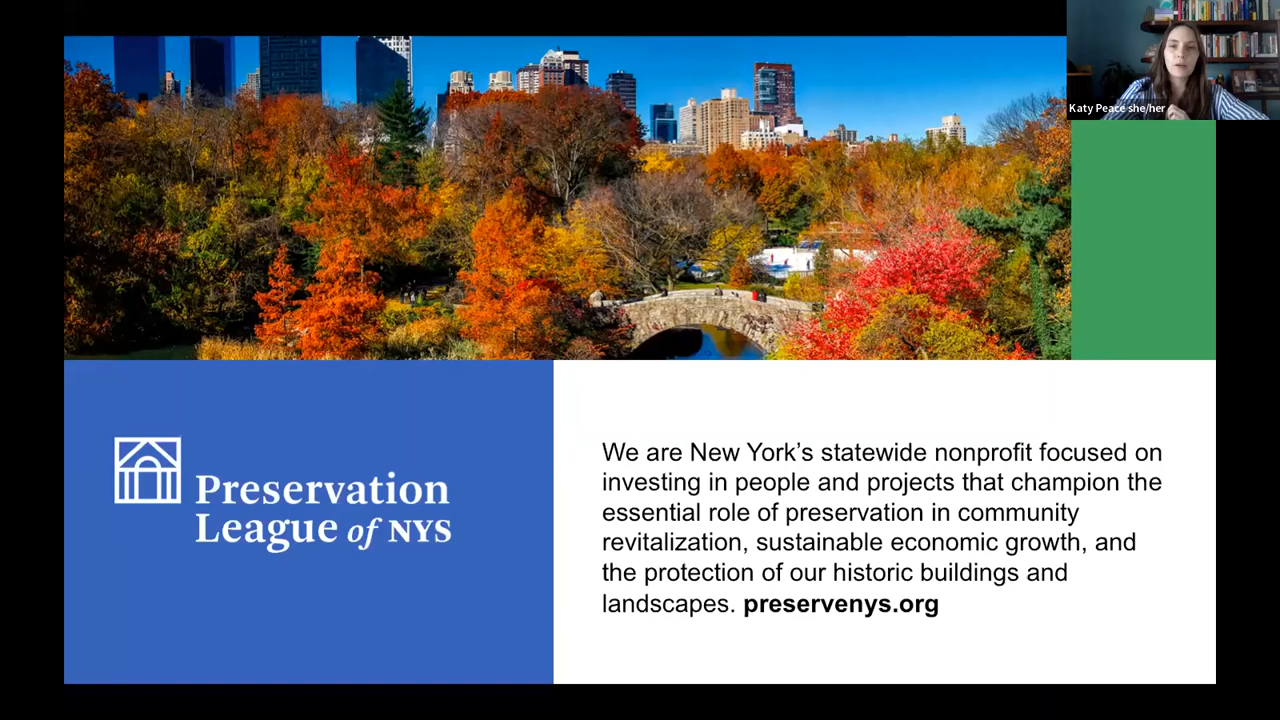 Katy Peace she/her
Preservation
League of NYS
We are New York’s statewide nonprofit focused on
investing in people and projects that champion the
essential role of preservation in community
revitalization, sustainable economic growth, and
the protection of our historic buildings and
landscapes. preservenys.org